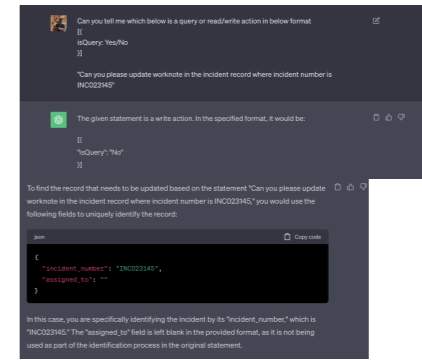 Can you tell me which below is a query or read/write action in below format
[{
isQuery: Yes/No
}]
"Can you please update worknote in the incident record where incident number is
INC023145"
The given statement is a write action. In the specified format, it would be:
[{
"isQuery": "No"
}]
To find the record that needs to be updated based on the statement "Can you please update
worknote in the incident record where incident number is INC023145," you would use the
following fields to uniquely identify the record:
json
Copy code
{
"incident_number": "INC023145",
"assigned_to": ""
}
In this case, you are specifically identifying the incident by its "incident_number," which is
"INC023145." The "assigned_to" field is left blank in the provided format, as it is not being
used as part of the identification process in the original statement.